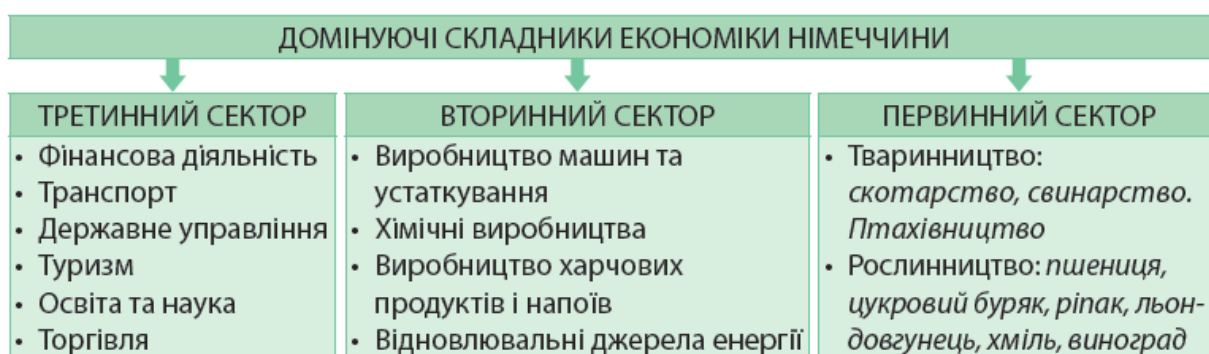 ДОМІНУЮЧІ СКЛАДНИКИ ЕКОНОМІКИ НІМЕЧЧИНИ
ТРЕТИННИЙ СЕКТОР
• Фінансова діяльність
• Транспорт
• Державне управління
• Туризм
• Освіта та наука
• Торгівля
ВТОРИННИЙ СЕКТОР
• Виробництво машин та
устаткування
• Хімічні виробництва
• Виробництво харчових
продуктів і напоїв
• Відновлювальні джерела енергії
ПЕРВИННИЙ СЕКТОР
• Тваринництво:
скотарство, свинарство.
Птахівництво
• Рослинництво: пшениця,
цукровий буряк, ріпак, льон-
довгунець, хміль, виноград